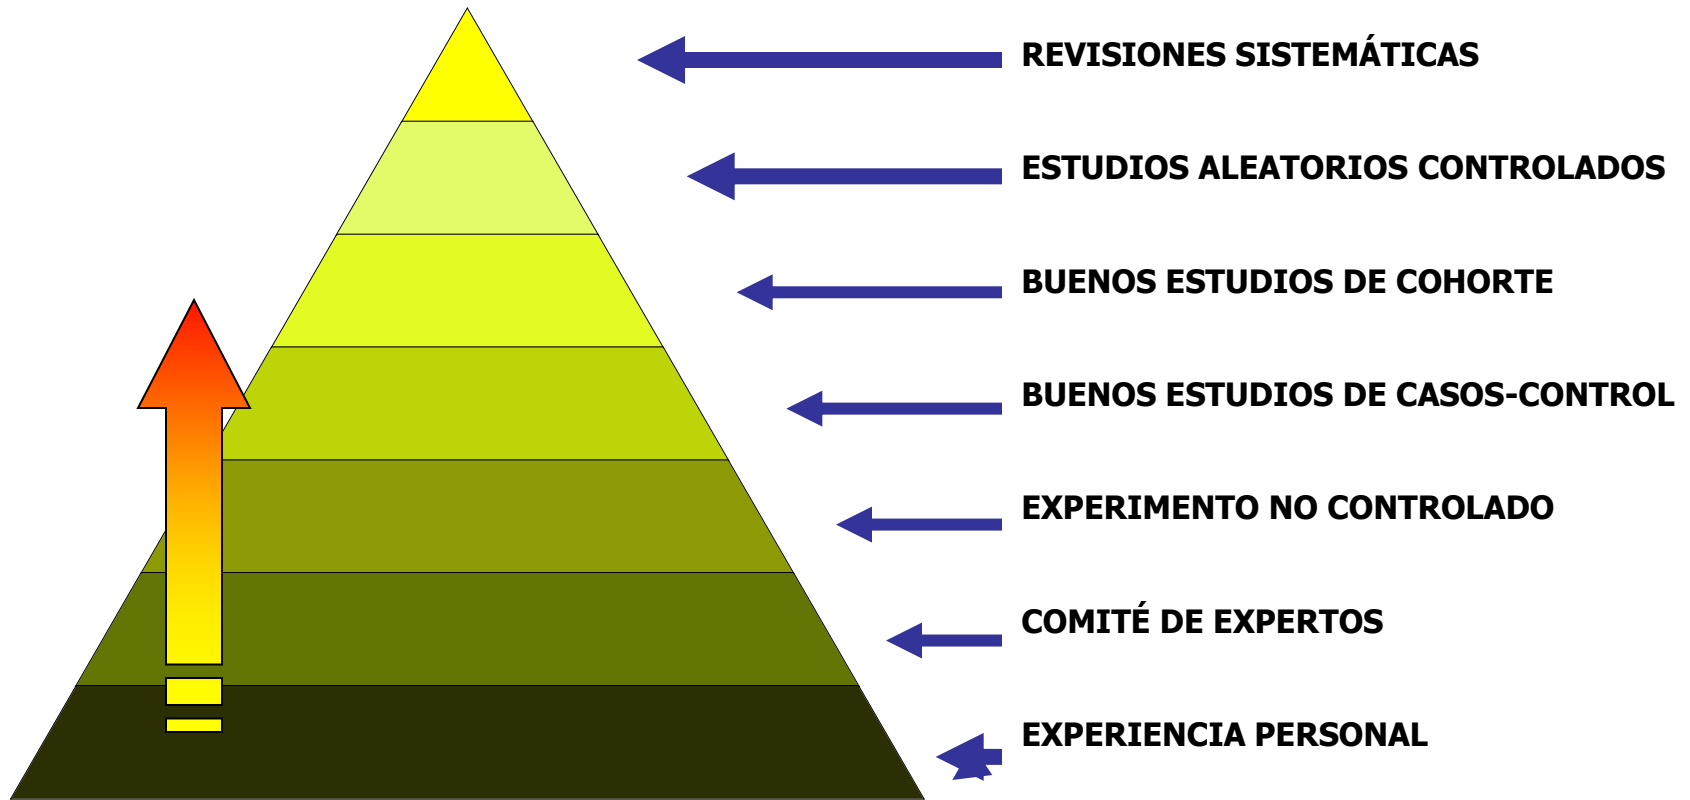 REVISIONES SISTEMÁTICAS
ESTUDIOS ALEATORIOS CONTROLADOS
BUENOS ESTUDIOS DE COHORTE
BUENOS ESTUDIOS DE CASOS-CONTROL
EXPERIMENTO NO CONTROLADO
COMITÉ DE EXPERTOS
EXPERIENCIA PERSONAL